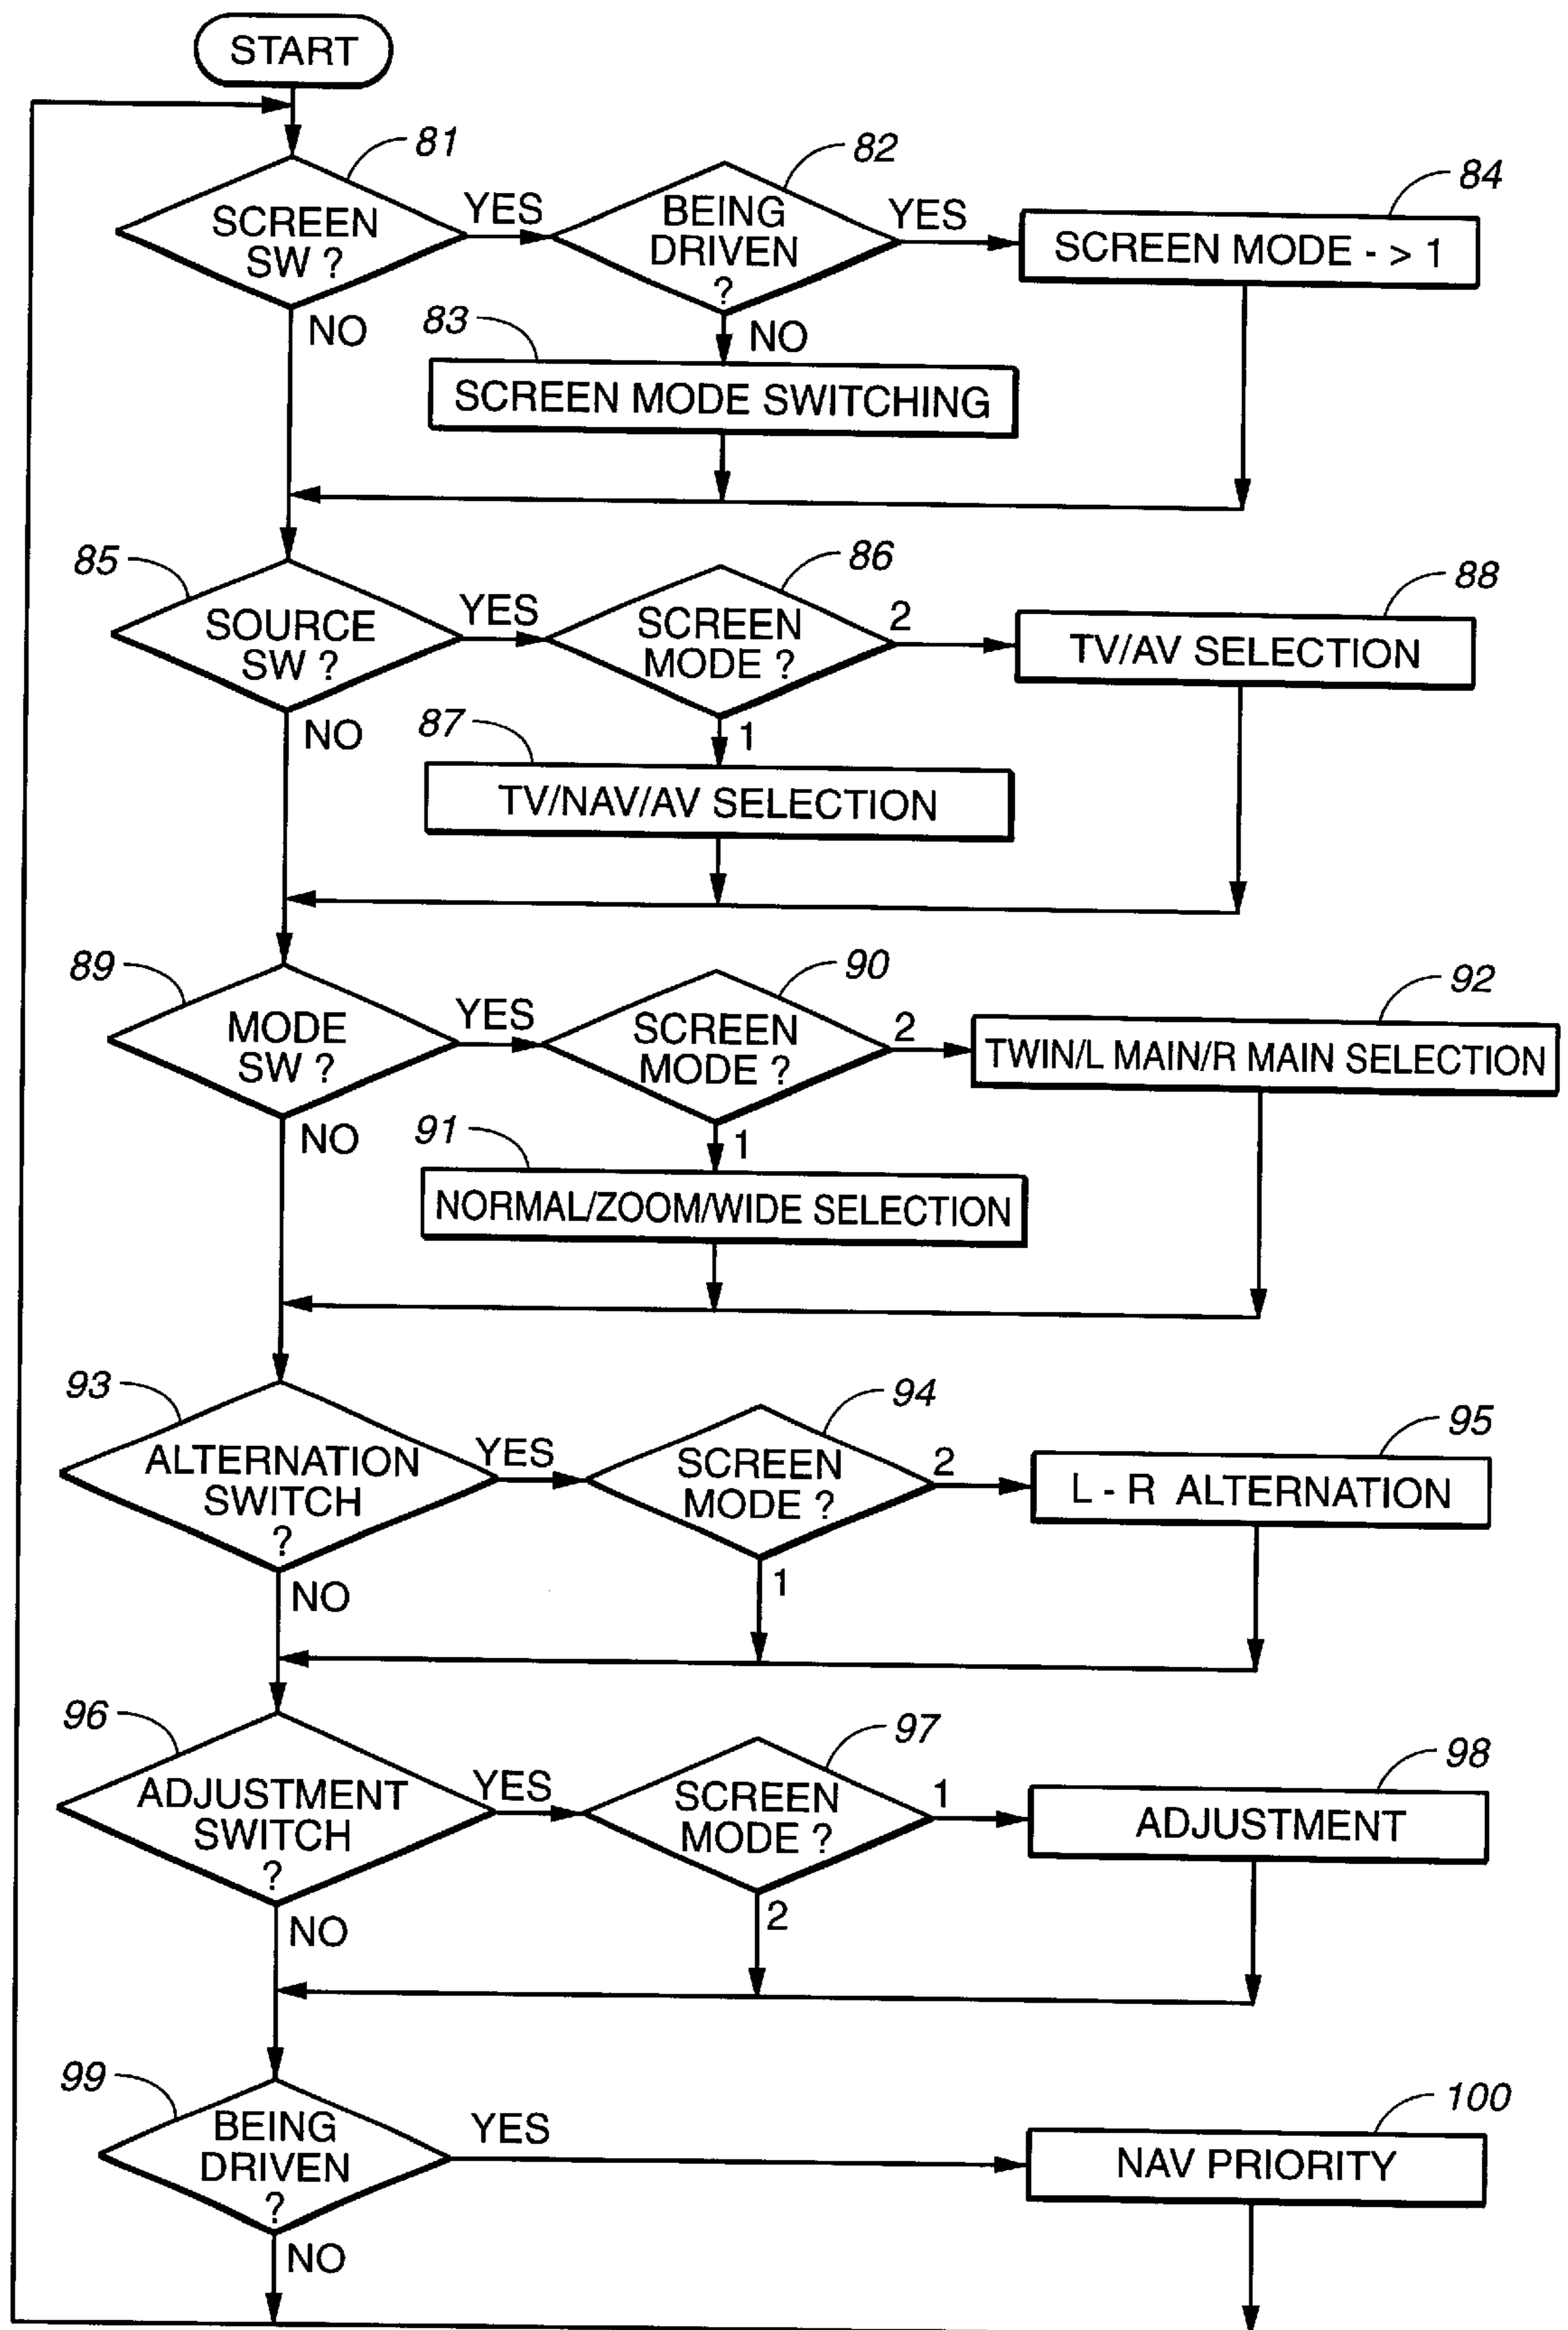 START
81
82
84
SCREEN
SW ?
YES
BEING
DRIVEN
?
YES
SCREEN MODE - > 1
NO
83
NO
SCREEN MODE SWITCHING
85
86
88
SOURCE
SW ?
YES
SCREEN
MODE ?
2
TV/AV SELECTION
NO
87
1
TV/NAV/AV SELECTION
89
90
92
MODE
SW ?
YES
SCREEN
MODE ?
2
TWIN/L MAIN/R MAIN SELECTION
NO
91
1
NORMAL/ZOOM/WIDE SELECTION
93
94
95
ALTERNATION
SWITCH
?
YES
SCREEN
MODE ?
2
L - R ALTERNATION
NO
1
96
97
98
ADJUSTMENT
SWITCH
?
YES
SCREEN
MODE ?
1
ADJUSTMENT
NO
2
99
100
BEING
DRIVEN
?
YES
NAV PRIORITY
NO